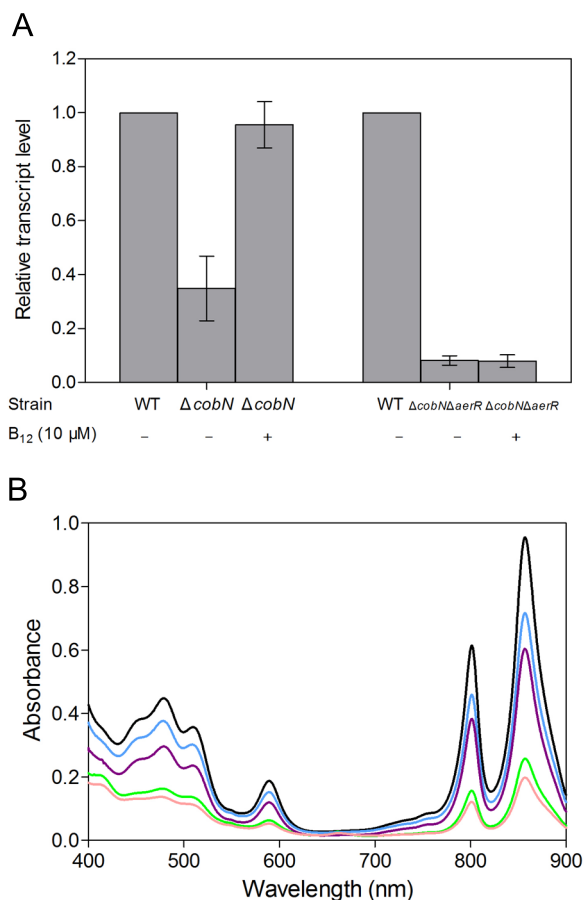 A
Relative transcript level
1.2
1.0
0.8
0.6
0.4
0.2
0.0
Strain WT ΔcobN ΔcobN WT ΔcobNΔaerR ΔcobNΔaerR
B₁₂ (10 µM) – – + – – +
B
Absorbance
1.0
0.8
0.6
0.4
0.2
0.0
400 500 600 700 800 900
Wavelength (nm)